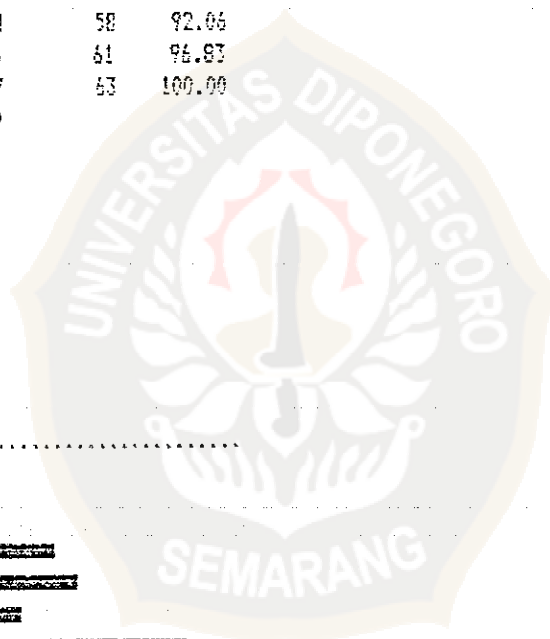 58 92.06
61 96.83
63 100.00
UNIVERSITAS DIPONEGORO
SEMARANG